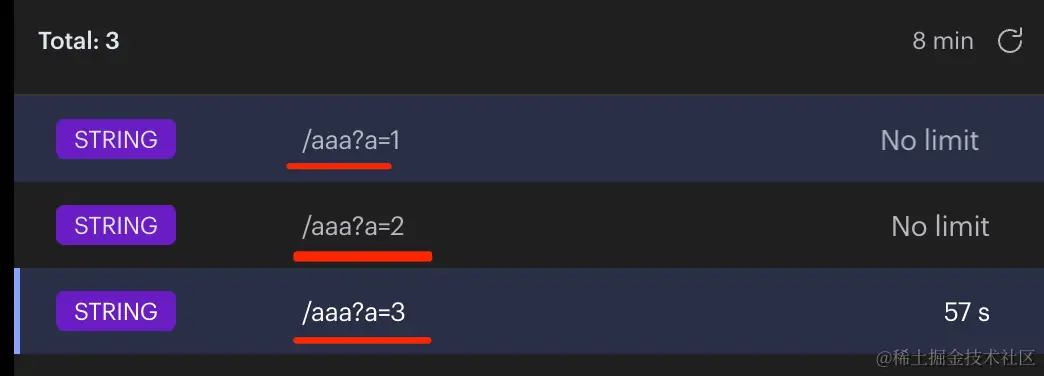 Total: 3 8 min
STRING /aaa?a=1 No limit
STRING /aaa?a=2 No limit
STRING /aaa?a=3 57 s
@稀土掘金技术社区